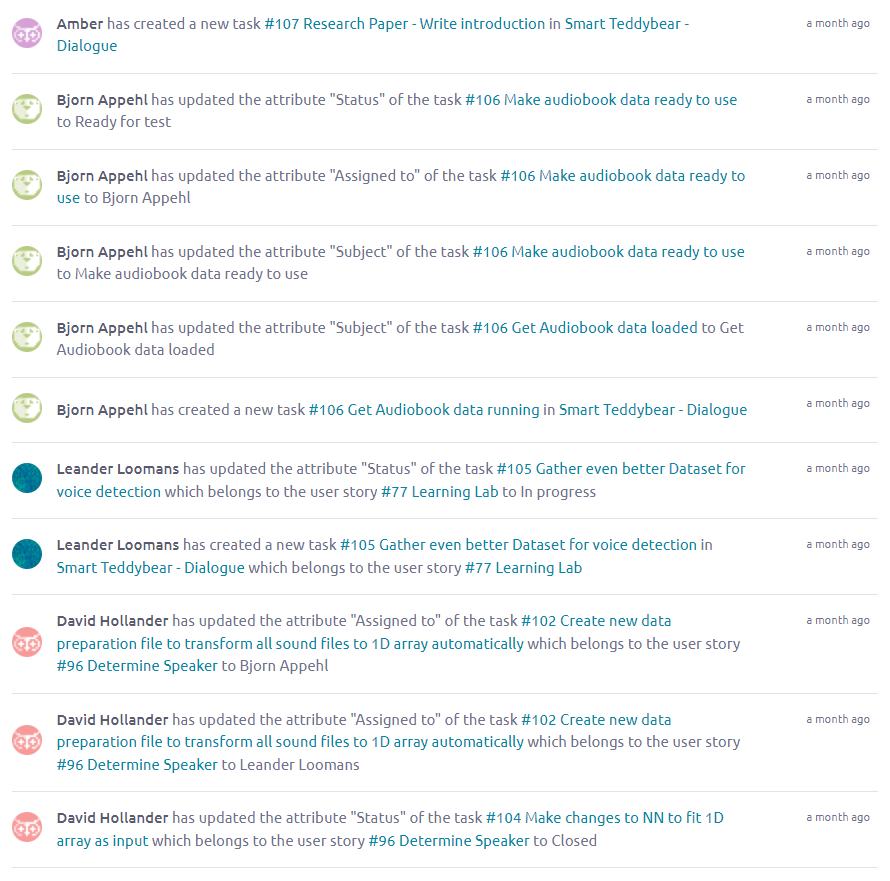 Amber has created a new task #107 Research Paper - Write introduction in Smart Teddybear - a month ago
Dialogue
Bjorn Appehl has updated the attribute "Status" of the task #106 Make audiobook data ready to use a month ago
to Ready for test
Bjorn Appehl has updated the attribute "Assigned to" of the task #106 Make audiobook data ready to a month ago
use to Bjorn Appehl
Bjorn Appehl has updated the attribute "Subject" of the task #106 Make audiobook data ready to use a month ago
to Make audiobook data ready to use
Bjorn Appehl has updated the attribute "Subject" of the task #106 Get Audiobook data loaded to Get a month ago
Audiobook data loaded
Bjorn Appehl has created a new task #106 Get Audiobook data running in Smart Teddybear - Dialogue a month ago
Leander Loomans has updated the attribute "Status" of the task #105 Gather even better Dataset for a month ago
voice detection which belongs to the user story #77 Learning Lab to In progress
Leander Loomans has created a new task #105 Gather even better Dataset for voice detection in a month ago
Smart Teddybear - Dialogue which belongs to the user story #77 Learning Lab
David Hollander has updated the attribute "Assigned to" of the task #102 Create new data a month ago
preparation file to transform all sound files to 1D array automatically which belongs to the user story
#96 Determine Speaker to Bjorn Appehl
David Hollander has updated the attribute "Assigned to" of the task #102 Create new data a month ago
preparation file to transform all sound files to 1D array automatically which belongs to the user story
#96 Determine Speaker to Leander Loomans
David Hollander has updated the attribute "Status" of the task #104 Make changes to NN to fit 1D a month ago
array as input which belongs to the user story #96 Determine Speaker to Closed